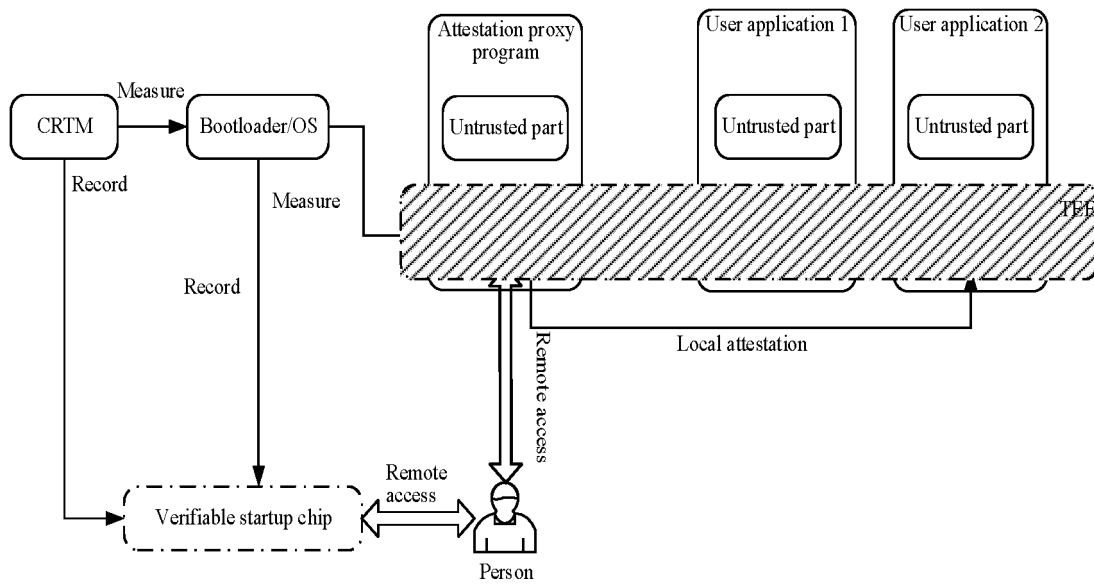 Attestation proxy
program
User application 1
User application 2
Measure
CRTM
Bootloader/OS
Untrusted part
Untrusted part
Untrusted part
Record
Measure
TEE
Record
Local attestation
Remote access
Remote
access
Verifiable startup chip
Person